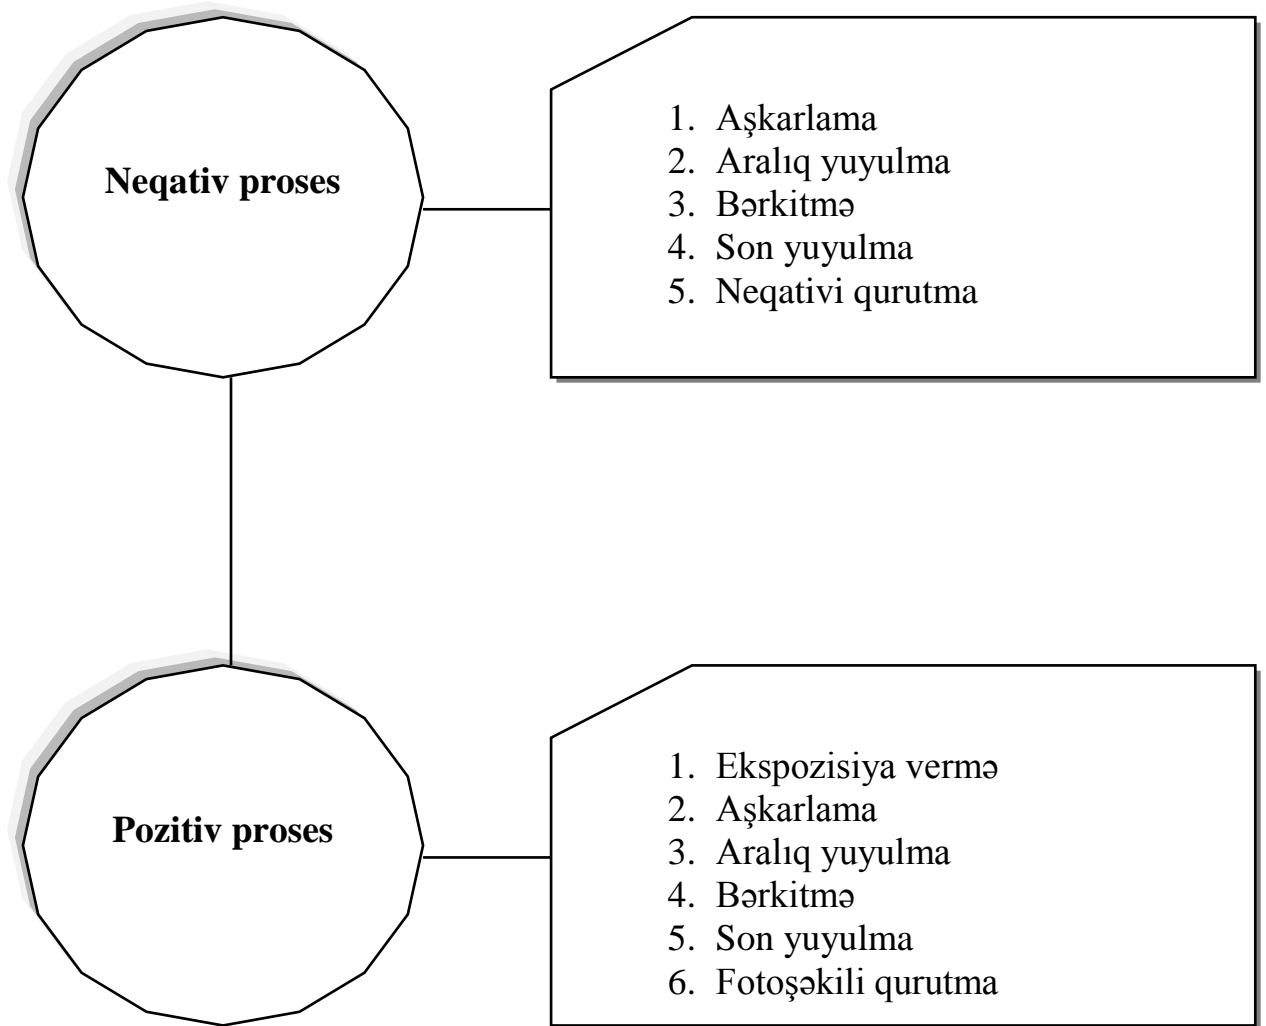 Neqativ proses
1. Aşkarlama
2. Aralıq yuyulma
3. Bərkitmə
4. Son yuyulma
5. Neqativi qurutma
Pozitiv proses
1. Ekspozisiya vermə
2. Aşkarlama
3. Aralıq yuyulma
4. Bərkitmə
5. Son yuyulma
6. Fotoşəkili qurutma